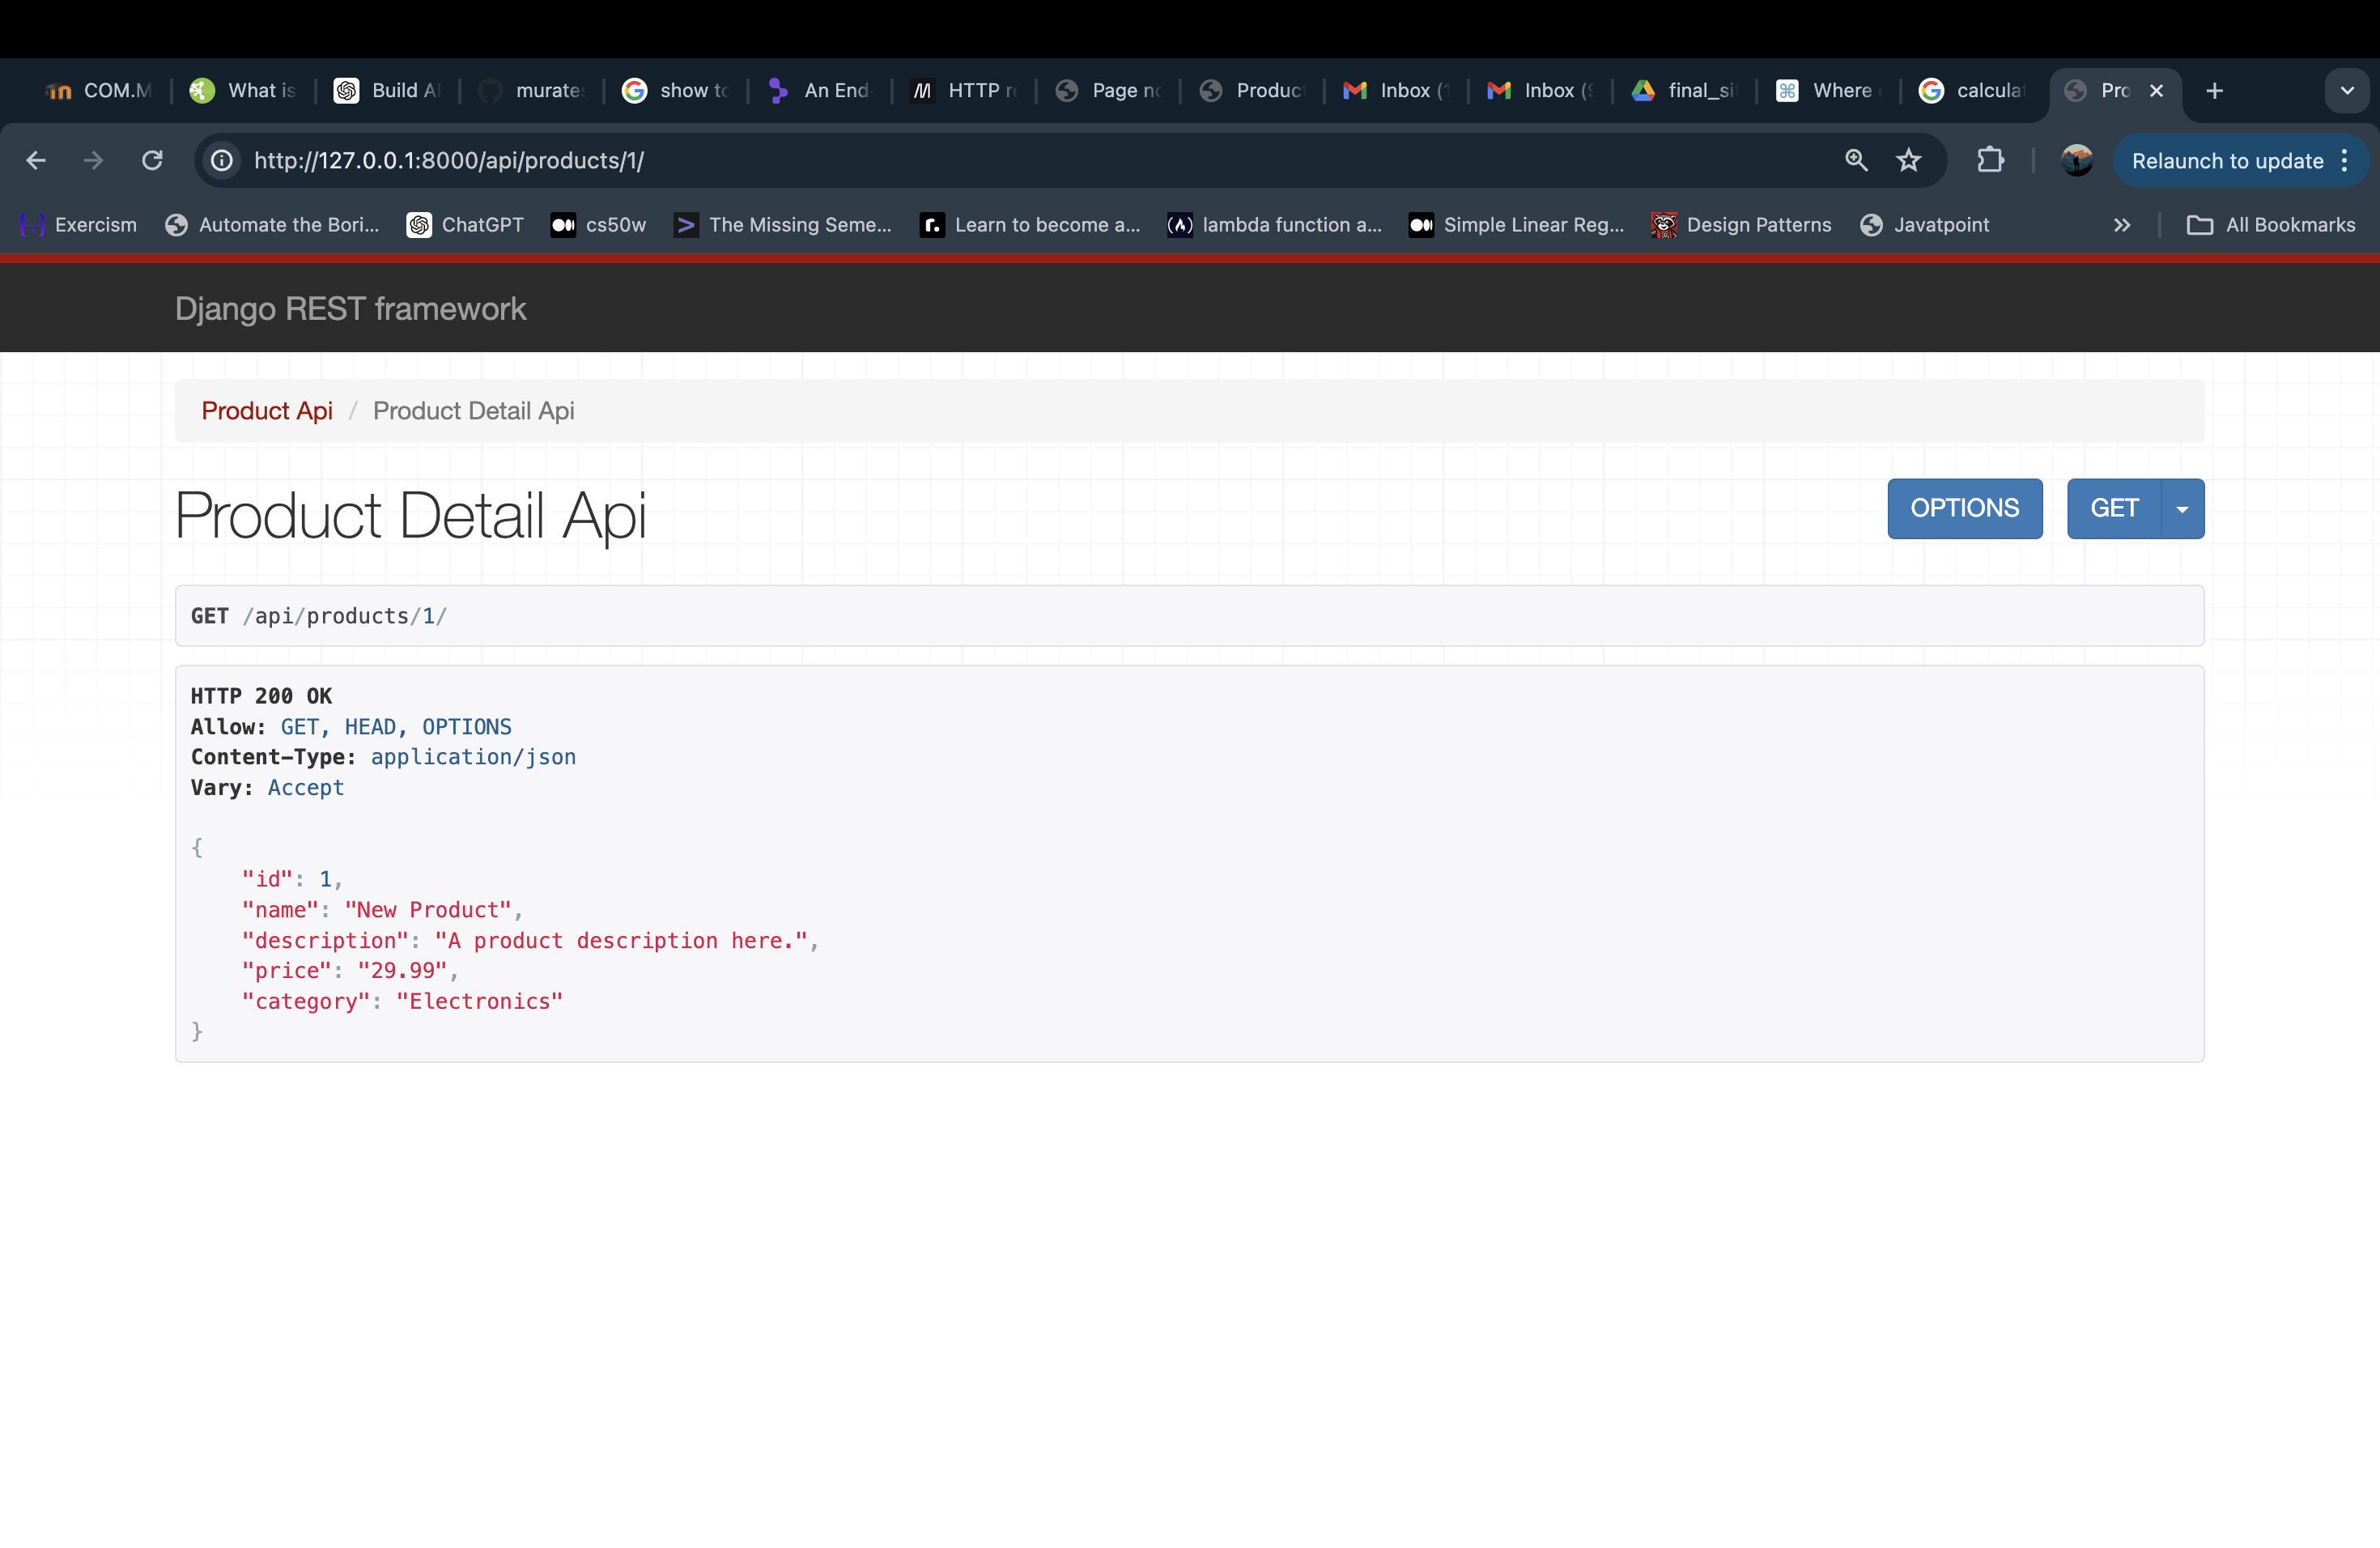 COM.M What is Build AI murate show to An End HTTP re Page no Product Inbox (1 Inbox (9 final_si Where calculat Pro
http://127.0.0.1:8000/api/products/1/ Relaunch to update
Exercism Automate the Bori... ChatGPT cs50w The Missing Seme... Learn to become a... lambda function a... Simple Linear Reg... Design Patterns Javatpoint All Bookmarks
Django REST framework
Product Api / Product Detail Api
Product Detail Api OPTIONS GET
GET /api/products/1/
HTTP 200 OK
Allow: GET, HEAD, OPTIONS
Content-Type: application/json
Vary: Accept
{
"id": 1,
"name": "New Product",
"description": "A product description here.",
"price": "29.99",
"category": "Electronics"
}